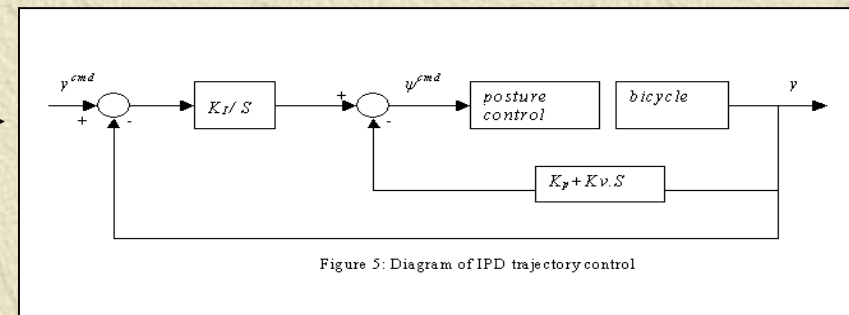 y^cmd
+
-
K_I / S
+
-
ψ^cmd
posture
control
bicycle
y
K_p + Kv.S
Figure 5: Diagram of IPD trajectory control